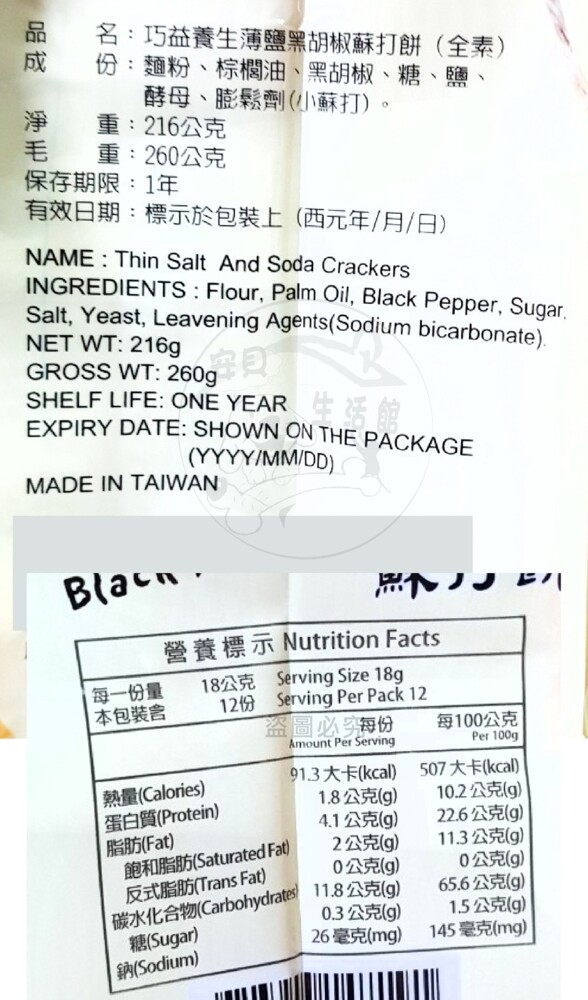 品　　名：巧益養生薄鹽黑胡椒蘇打餅（全素）
成　　份：麵粉、棕櫚油、黑胡椒、糖、鹽、
酵母、膨鬆劑(小蘇打)。
淨　　重：216公克
毛　　重：260公克
保存期限：1年
有效日期：標示於包裝上（西元年/月/日）
NAME : Thin Salt And Soda Crackers
INGREDIENTS : Flour, Palm Oil, Black Pepper, Sugar,
Salt, Yeast, Leavening Agents(Sodium bicarbonate).
NET WT: 216g
GROSS WT: 260g
SHELF LIFE: ONE YEAR
EXPIRY DATE: SHOWN ON THE PACKAGE
(YYYY/MM/DD)
MADE IN TAIWAN
安貝
生活館
Black
蘇打餅
營養標示 Nutrition Facts
每一份量 18公克 Serving Size 18g
本包裝含 12份 Serving Per Pack 12
盜圖必究
每份 每100公克
Amount Per Serving Per 100g
熱量(Calories) 91.3 大卡(kcal) 507 大卡(kcal)
蛋白質(Protein) 1.8 公克(g) 10.2 公克(g)
脂肪(Fat) 4.1 公克(g) 22.6 公克(g)
飽和脂肪(Saturated Fat) 2 公克(g) 11.3 公克(g)
反式脂肪(Trans Fat) 0 公克(g) 0 公克(g)
碳水化合物(Carbohydrates) 11.8 公克(g) 65.6 公克(g)
糖(Sugar) 0.3 公克(g) 1.5 公克(g)
鈉(Sodium) 26 毫克(mg) 145 毫克(mg)